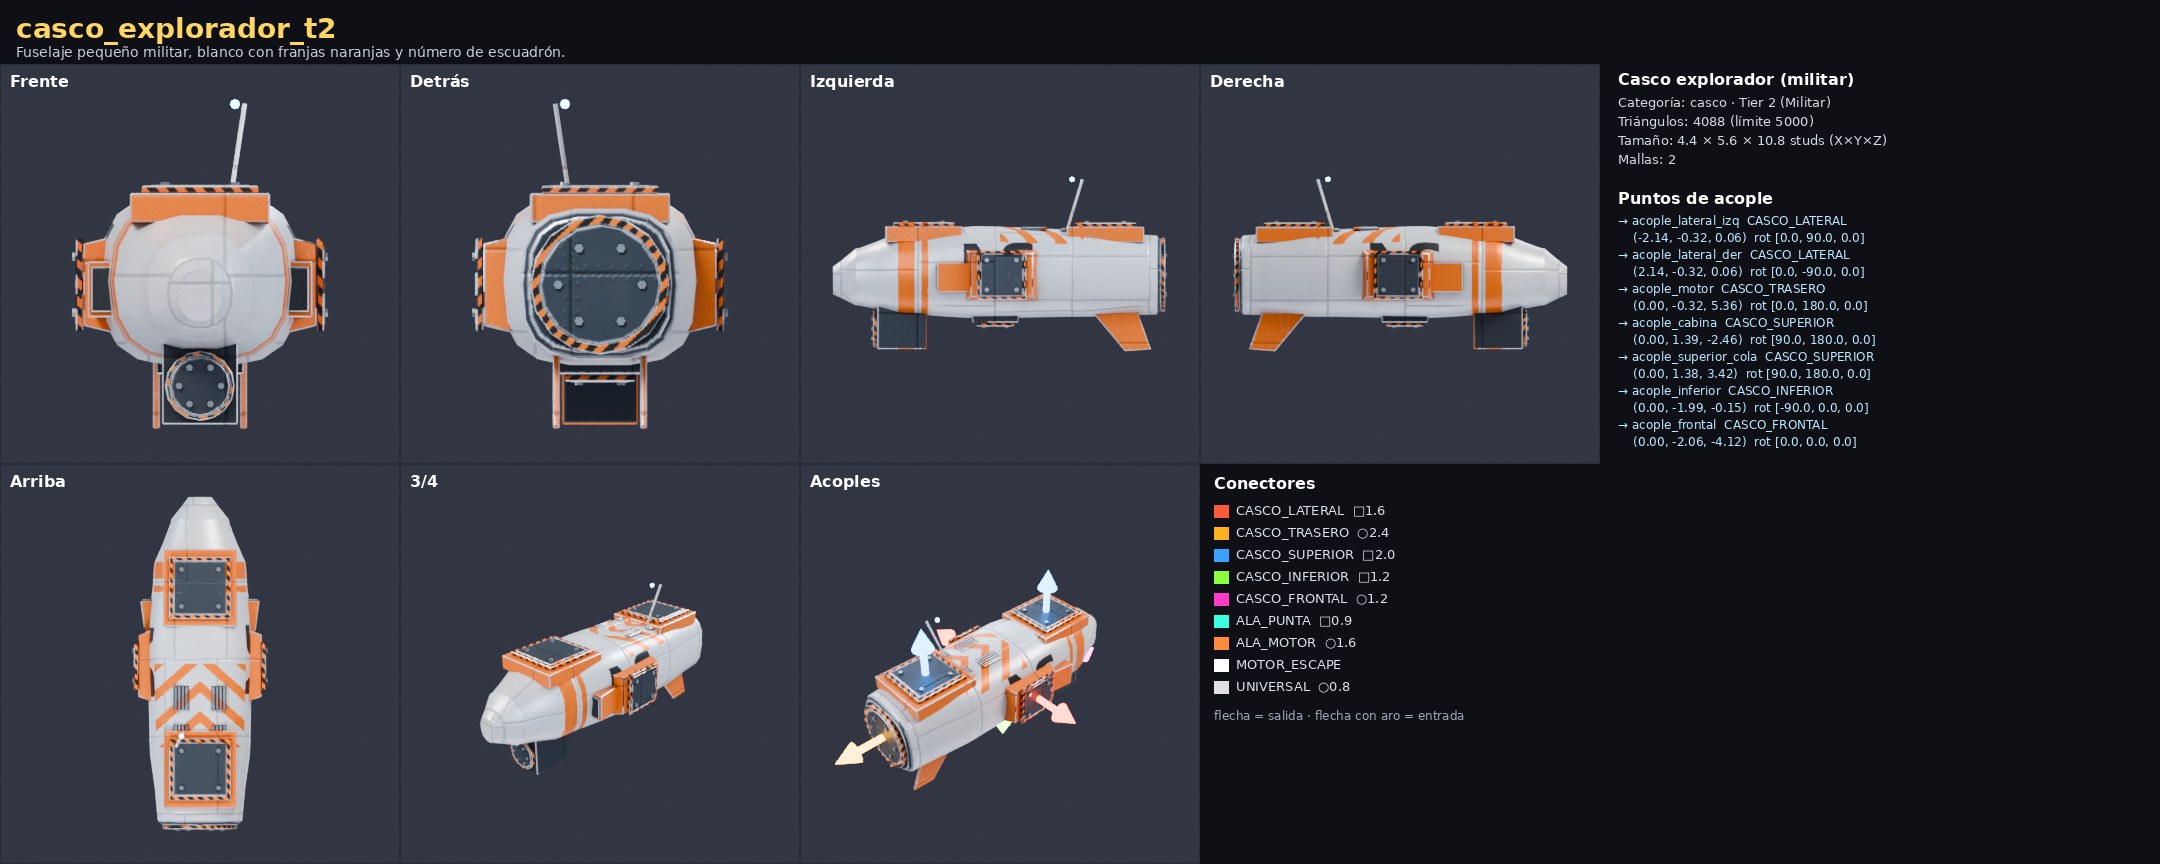 casco_explorador_t2
Fuselaje pequeño militar, blanco con franjas naranjas y número de escuadrón.
Frente
Detrás
Izquierda
Derecha
Casco explorador (militar)
Categoría: casco · Tier 2 (Militar)
Triángulos: 4088 (límite 5000)
Tamaño: 4.4 × 5.6 × 10.8 studs (X×Y×Z)
Mallas: 2
Puntos de acople
→ acople_lateral_izq CASCO_LATERAL
(-2.14, -0.32, 0.06) rot [0.0, 90.0, 0.0]
→ acople_lateral_der CASCO_LATERAL
(2.14, -0.32, 0.06) rot [0.0, -90.0, 0.0]
→ acople_motor CASCO_TRASERO
(0.00, -0.32, 5.36) rot [0.0, 180.0, 0.0]
→ acople_cabina CASCO_SUPERIOR
(0.00, 1.39, -2.46) rot [90.0, 180.0, 0.0]
→ acople_superior_cola CASCO_SUPERIOR
(0.00, 1.38, 3.42) rot [90.0, 180.0, 0.0]
→ acople_inferior CASCO_INFERIOR
(0.00, -1.99, -0.15) rot [-90.0, 0.0, 0.0]
→ acople_frontal CASCO_FRONTAL
(0.00, -2.06, -4.12) rot [0.0, 0.0, 0.0]
Arriba
3/4
Acoples
Conectores
CASCO_LATERAL □1.6
CASCO_TRASERO ○2.4
CASCO_SUPERIOR □2.0
CASCO_INFERIOR □1.2
CASCO_FRONTAL ○1.2
ALA_PUNTA □0.9
ALA_MOTOR ○1.6
MOTOR_ESCAPE
UNIVERSAL ○0.8
flecha = salida · flecha con aro = entrada